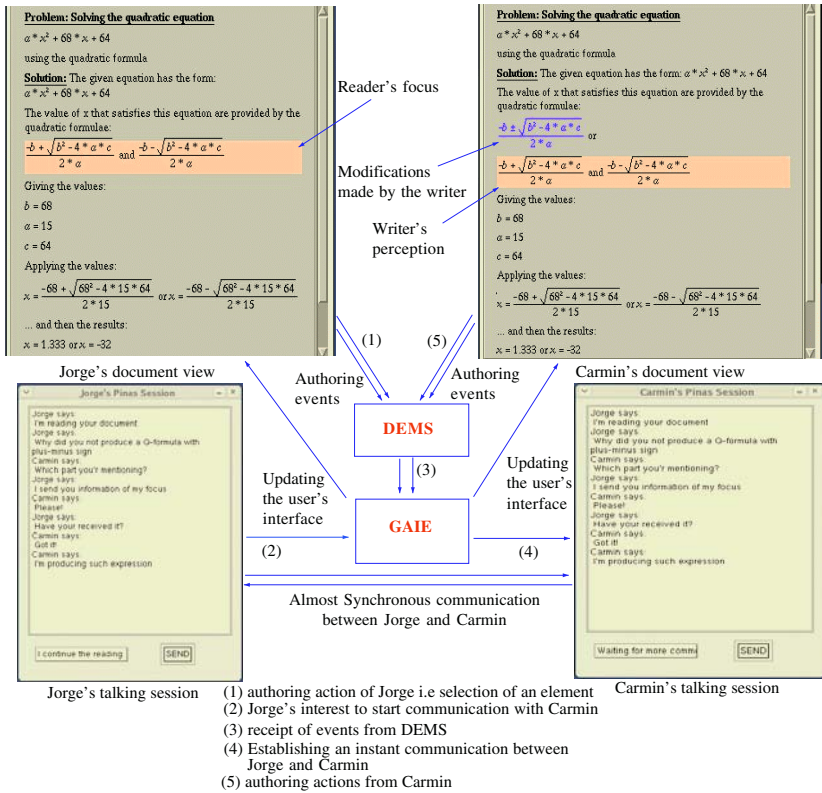 Problem: Solving the quadratic equation
a * x² + 68 * x + 64
using the quadratic formula
Solution: The given equation has the form:
a * x² + 68 * x + 64
The value of x that satisfies this equation are provided by the
quadratic formulae:
-b + √b² - 4 * a * c / 2 * a and -b - √b² - 4 * a * c / 2 * a
Giving the values:
b = 68
a = 15
c = 64
Applying the values:
x = -68 + √68² - 4 * 15 * 64 / 2 * 15 or x = -68 - √68² - 4 * 15 * 64 / 2 * 15
... and then the results:
x = 1.333 or x = -32
Jorge's document view
Reader's focus
Modifications
made by the writer
Writer's
perception
Problem: Solving the quadratic equation
a * x² + 68 * x + 64
using the quadratic formula
Solution: The given equation has the form: a * x² + 68 * x + 64
The value of x that satisfies this equation are provided by the
quadratic formulae:
-b ± √b² - 4 * a * c / 2 * a or
-b + √b² - 4 * a * c / 2 * a and -b - √b² - 4 * a * c / 2 * a
Giving the values:
b = 68
a = 15
c = 64
Applying the values:
x = -68 + √68² - 4 * 15 * 64 / 2 * 15 or x = -68 - √68² - 4 * 15 * 64 / 2 * 15
... and then the results:
x = 1.333 or x = -32
Carmin's document view
(1)
(5)
Authoring
events
Authoring
events
DEMS
(3)
GAIE
Updating
the user's
interface
(2)
Updating
the user's
interface
(4)
Almost Synchronous communication
between Jorge and Carmin
Jorge's Pinas Session
Jorge says:
I'm reading your document
Jorge says:
Why did you not produce a Q-formula with
plus-minus sign
Carmin says:
Which part you'r mentioning?
Jorge says:
I send you information of my focus
Carmin says:
Please!
Jorge says:
Have your received it?
Carmin says:
Got it!
Carmin says:
I'm producing such expression
I continue the reading
SEND
Jorge's talking session
Carmin's Pinas Session
Jorge says:
I'm reading your document
Jorge says:
Why did you not produce a Q-formula with
plus-minus sign
Carmin says:
Which part you'r mentioning?
Jorge says:
I send you information of my focus
Carmin says:
Please!
Jorge says:
Have your received it?
Carmin says:
Got it!
Carmin says:
I'm producing such expression
Waiting for more comm
SEND
Carmin's talking session
(1) authoring action of Jorge i.e selection of an element
(2) Jorge's interest to start communication with Carmin
(3) receipt of events from DEMS
(4) Establishing an instant communication between
Jorge and Carmin
(5) authoring actions from Carmin